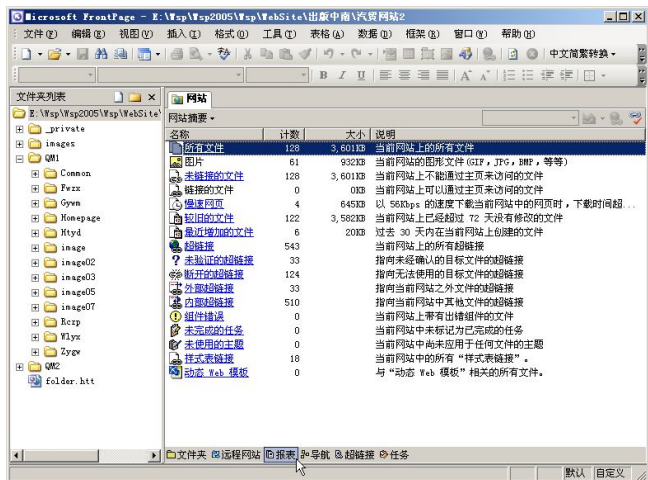 Microsoft FrontPage - E:\Wsp\Wsp2005\Wsp\WebSite\出版中南\汽贸网站2
文件(F) 编辑(E) 视图(V) 插入(I) 格式(O) 工具(T) 表格(A) 数据(D) 框架(R) 窗口(W) 帮助(H)
中文简繁转换
B I U A A
文件夹列表
网站
E:\Wsp\Wsp2005\Wsp\WebSite\
网站摘要
_private
images
QM1
Common
Fwzx
Gywm
Homepage
Htyd
image
image02
image03
image05
image07
Rczp
Wlyx
Zygw
QM2
folder.htt
名称 计数 大小 说明
所有文件 128 3,601KB 当前网站上的所有文件
图片 61 932KB 当前网站的图形文件(GIF，JPG，BMP，等等)
未链接的文件 128 3,601KB 当前网站上不能通过主页来访问的文件
链接的文件 0 0KB 当前网站上可以通过主页来访问的文件
慢速网页 4 645KB 以 56Kbps 的速度下载当前网站中的网页时，下载时间超...
较旧的文件 122 3,582KB 当前网站上已经超过 72 天没有修改的文件
最近增加的文件 6 20KB 过去 30 天内在当前网站上创建的文件
超链接 543 当前网站上的所有超链接
未验证的超链接 33 指向未经确认的目标文件的超链接
断开的超链接 124 指向无法使用的目标文件的超链接
外部超链接 33 指向当前网站之外文件的超链接
内部超链接 510 指向当前网站中其他文件的超链接
组件错误 0 当前网站上带有出错组件的文件
未完成的任务 0 当前网站中未标记为已完成的任务
未使用的主题 0 当前网站中尚未应用于任何文件的主题
样式表链接 18 当前网站中的所有“样式表链接”。
动态 Web 模板 0 与“动态 Web 模板”相关的所有文件。
文件夹 远程网站 报表 导航 超链接 任务
默认 自定义